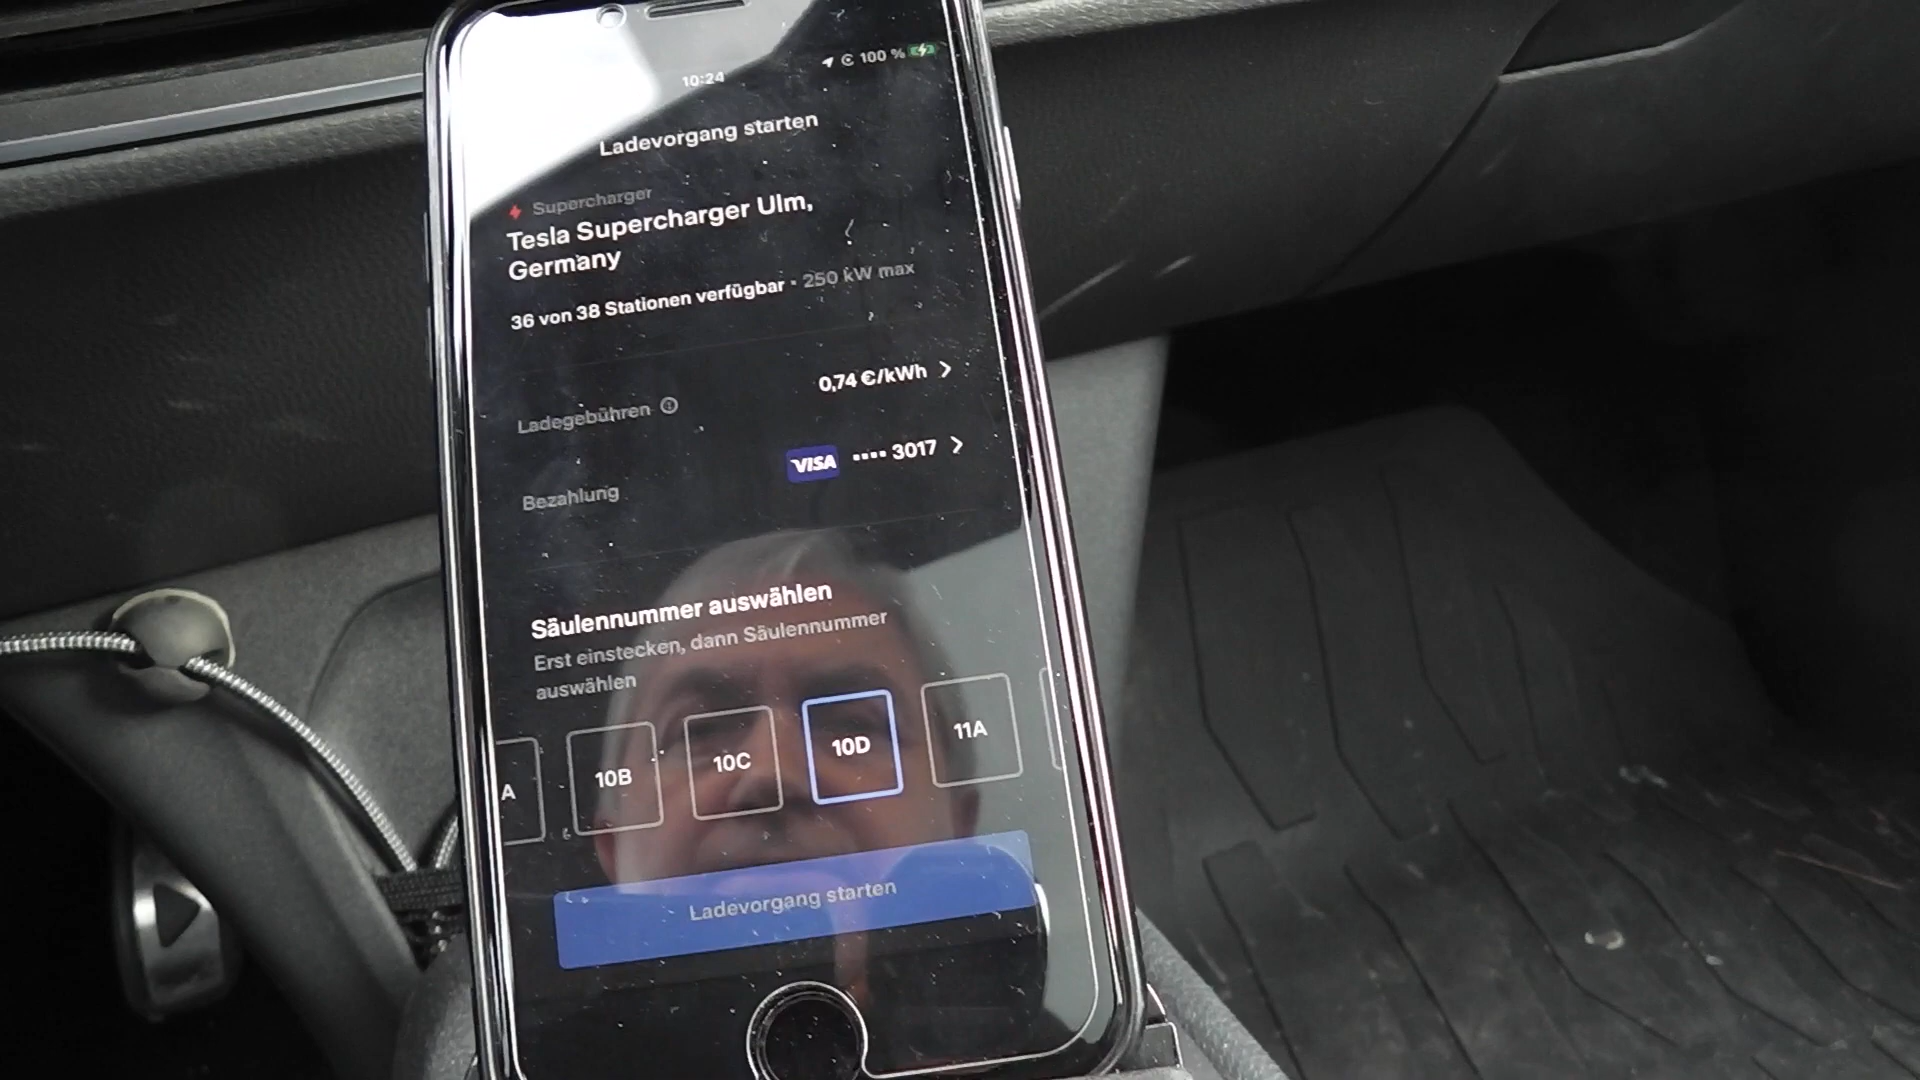 100 %
10:24
Ladevorgang starten
Supercharger
Tesla Supercharger Ulm,
Germany
36 von 38 Stationen verfügbar · 250 kW max
Ladegebühren 0,74 €/kWh
Bezahlung VISA •••• 3017
Säulennummer auswählen
Erst einstecken, dann Säulennummer
auswählen
A 10B 10C 10D 11A
Ladevorgang starten